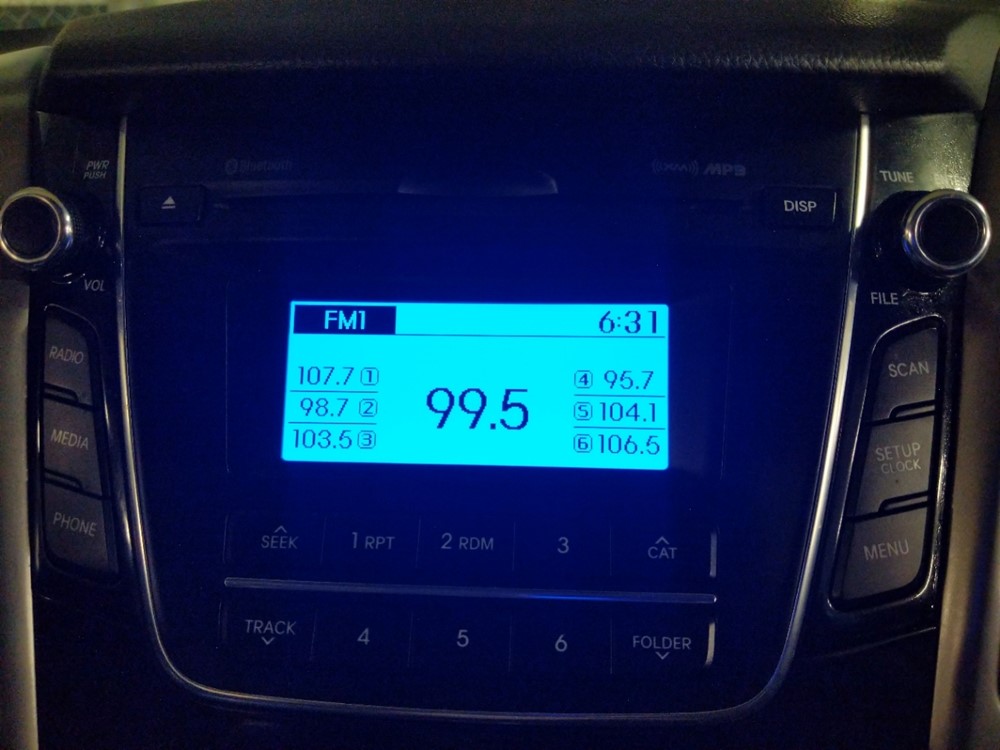 PWR
PUSH
Bluetooth
XM MP3
TUNE
DISP
VOL
FILE
FM1 6:31
107.7 1
98.7 2
103.5 3
99.5
4 95.7
5 104.1
6 106.5
RADIO
MEDIA
PHONE
SCAN
SETUP
CLOCK
MENU
SEEK 1 RPT 2 RDM 3 CAT
TRACK 4 5 6 FOLDER